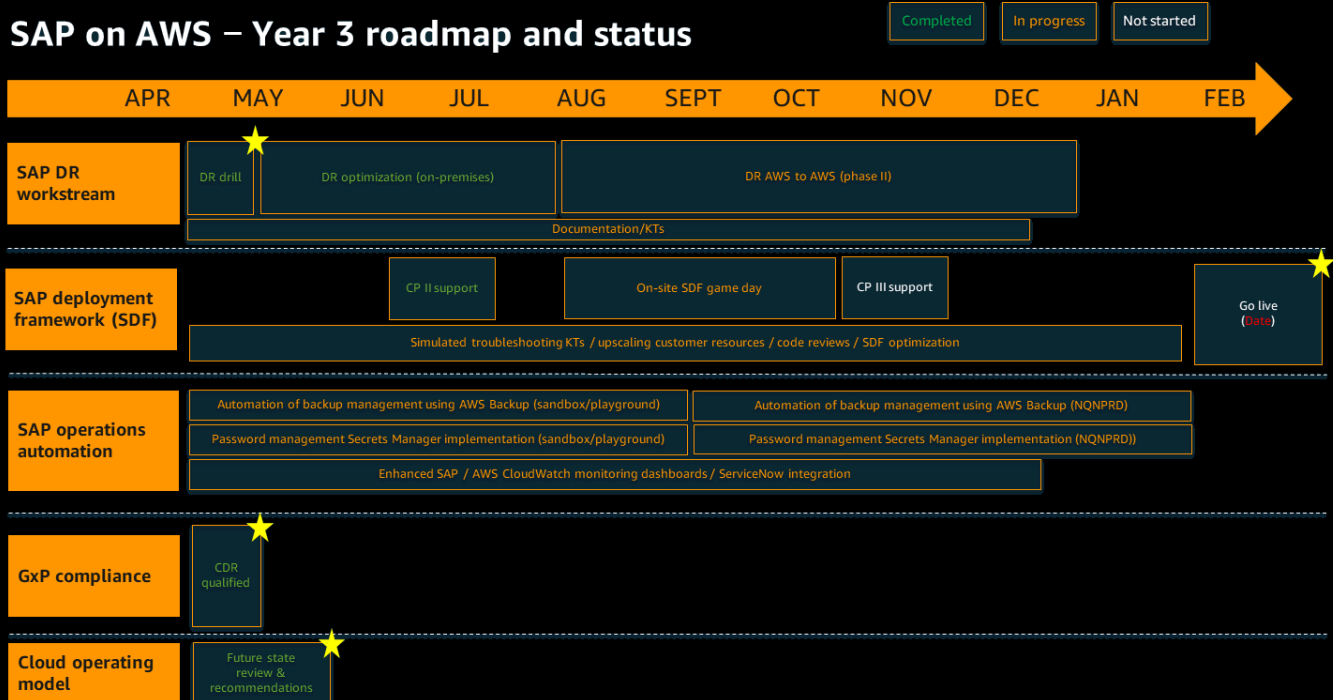 SAP on AWS – Year 3 roadmap and status
Completed
In progress
Not started
APR MAY JUN JUL AUG SEPT OCT NOV DEC JAN FEB
SAP DR
workstream
DR drill
DR optimization (on-premises)
DR AWS to AWS (phase II)
Documentation/KTs
SAP deployment
framework (SDF)
CP II support
On-site SDF game day
CP III support
Go live
(Date)
Simulated troubleshooting KTs / upscaling customer resources / code reviews / SDF optimization
SAP operations
automation
Automation of backup management using AWS Backup (sandbox/playground)
Automation of backup management using AWS Backup (NQNPRD)
Password management Secrets Manager implementation (sandbox/playground)
Password management Secrets Manager implementation (NQNPRD))
Enhanced SAP / AWS CloudWatch monitoring dashboards / ServiceNow integration
GxP compliance
CDR
qualified
Cloud operating
model
Future state
review &
recommendations